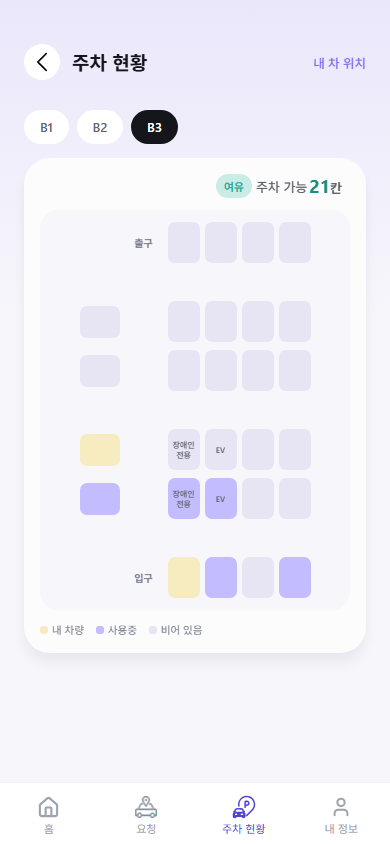 주차 현황
내 차 위치
B1
B2
B3
여유 주차 가능 21칸
출구
장애인
전용
EV
장애인
전용
EV
입구
내 차량 사용중 비어 있음
홈
요청
주차 현황
내 정보